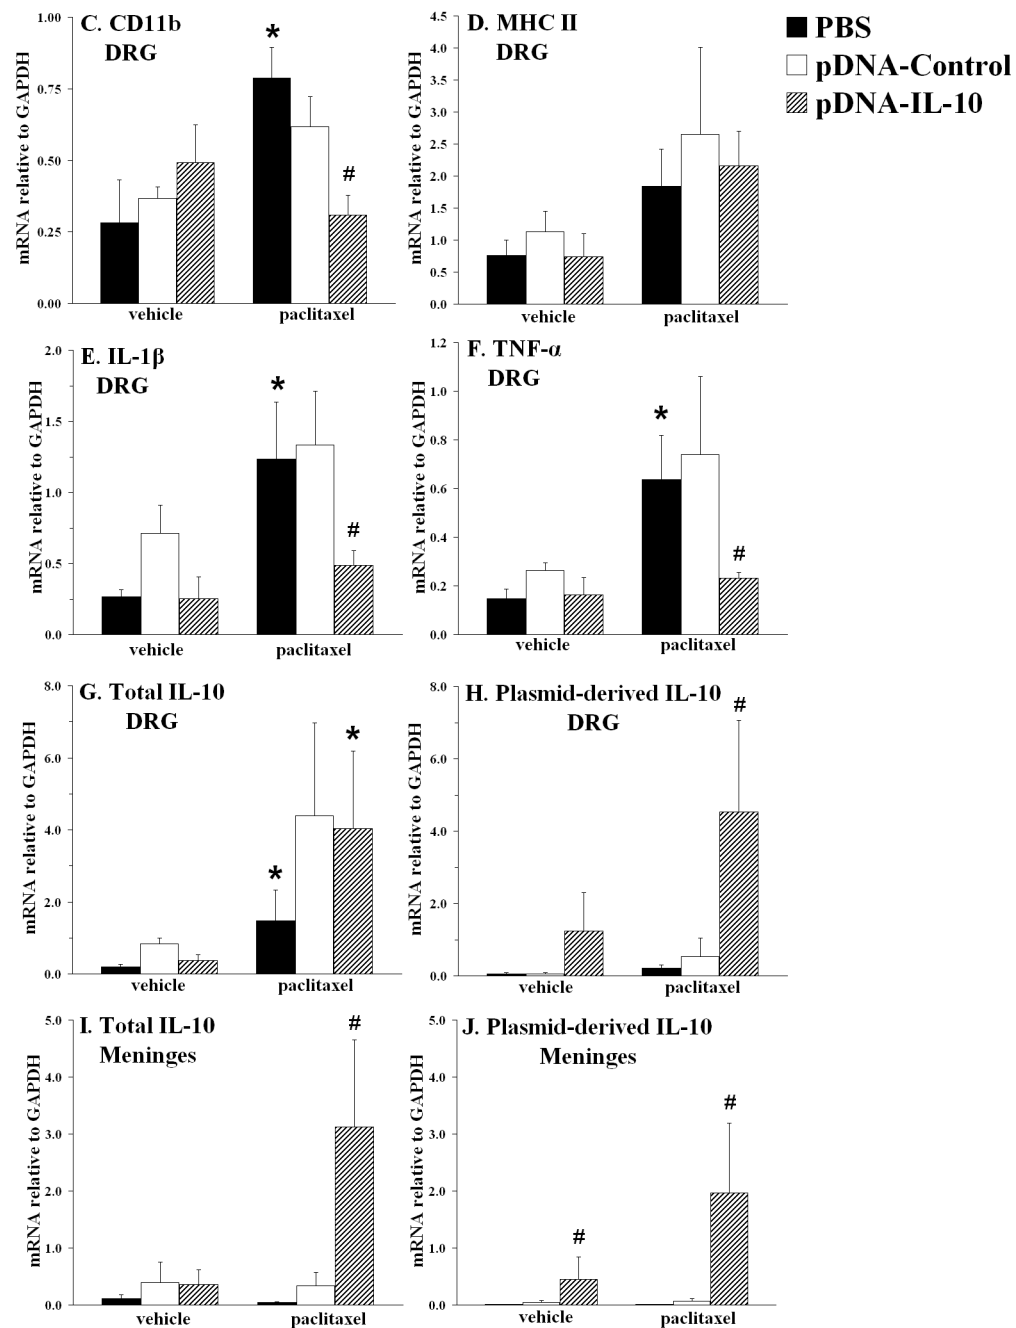 C. CD11b
DRG
mRNA relative to GAPDH
1.00
0.75
0.50
0.25
0.00
*
#
vehicle
paclitaxel
D. MHC II
DRG
mRNA relative to GAPDH
4.5
4.0
3.5
3.0
2.5
2.0
1.5
1.0
0.5
0.0
vehicle
paclitaxel
PBS
pDNA-Control
pDNA-IL-10
E. IL-1β
DRG
mRNA relative to GAPDH
2.0
1.5
1.0
0.5
0.0
*
#
vehicle
paclitaxel
F. TNF-α
DRG
mRNA relative to GAPDH
1.2
1.0
0.8
0.6
0.4
0.2
0.0
*
#
vehicle
paclitaxel
G. Total IL-10
DRG
mRNA relative to GAPDH
8.0
6.0
4.0
2.0
0.0
*
*
vehicle
paclitaxel
H. Plasmid-derived IL-10
DRG
mRNA relative to GAPDH
8.0
6.0
4.0
2.0
0.0
#
vehicle
paclitaxel
I. Total IL-10
Meninges
mRNA relative to GAPDH
5.0
4.0
3.0
2.0
1.0
0.0
#
vehicle
paclitaxel
J. Plasmid-derived IL-10
Meninges
mRNA relative to GAPDH
5.0
4.0
3.0
2.0
1.0
0.0
#
#
vehicle
paclitaxel